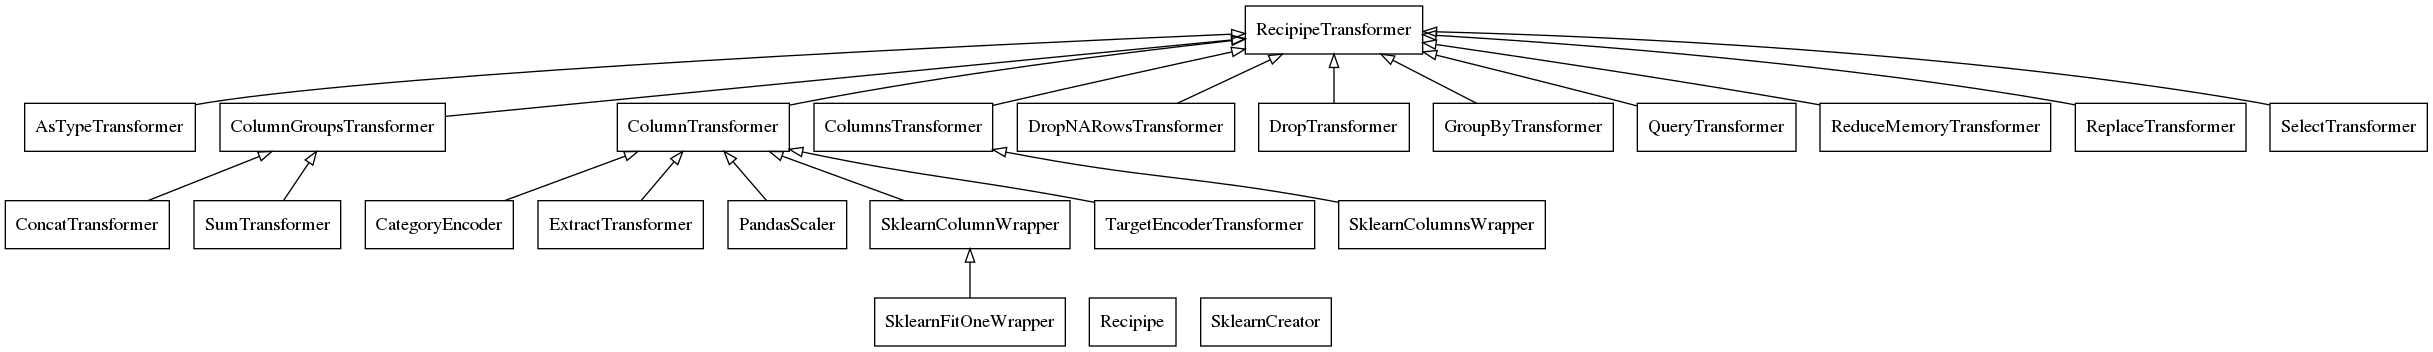 RecipipeTransformer
AsTypeTransformer
ColumnGroupsTransformer
ColumnTransformer
ColumnsTransformer
DropNARowsTransformer
DropTransformer
GroupByTransformer
QueryTransformer
ReduceMemoryTransformer
ReplaceTransformer
SelectTransformer
ConcatTransformer
SumTransformer
CategoryEncoder
ExtractTransformer
PandasScaler
SklearnColumnWrapper
TargetEncoderTransformer
SklearnColumnsWrapper
SklearnFitOneWrapper
Recipipe
SklearnCreator